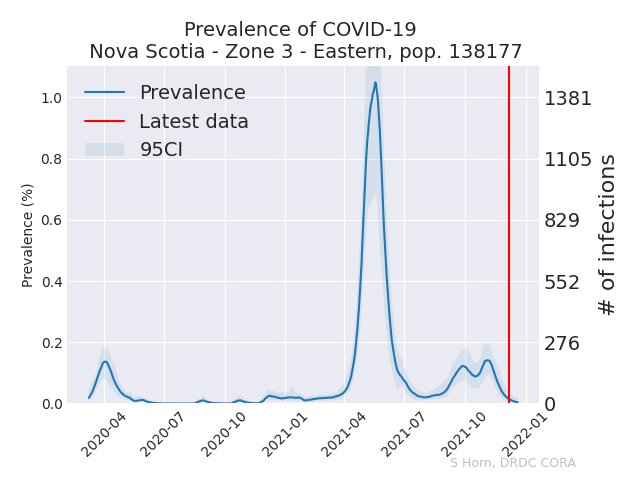 Prevalence of COVID-19
Nova Scotia - Zone 3 - Eastern, pop. 138177
Prevalence
Latest data
95CI
Prevalence (%)
1.0
0.8
0.6
0.4
0.2
0.0
1381
1105
829
552
276
0
# of infections
2020-04
2020-07
2020-10
2021-01
2021-04
2021-07
2021-10
2022-01
S Horn, DRDC CORA